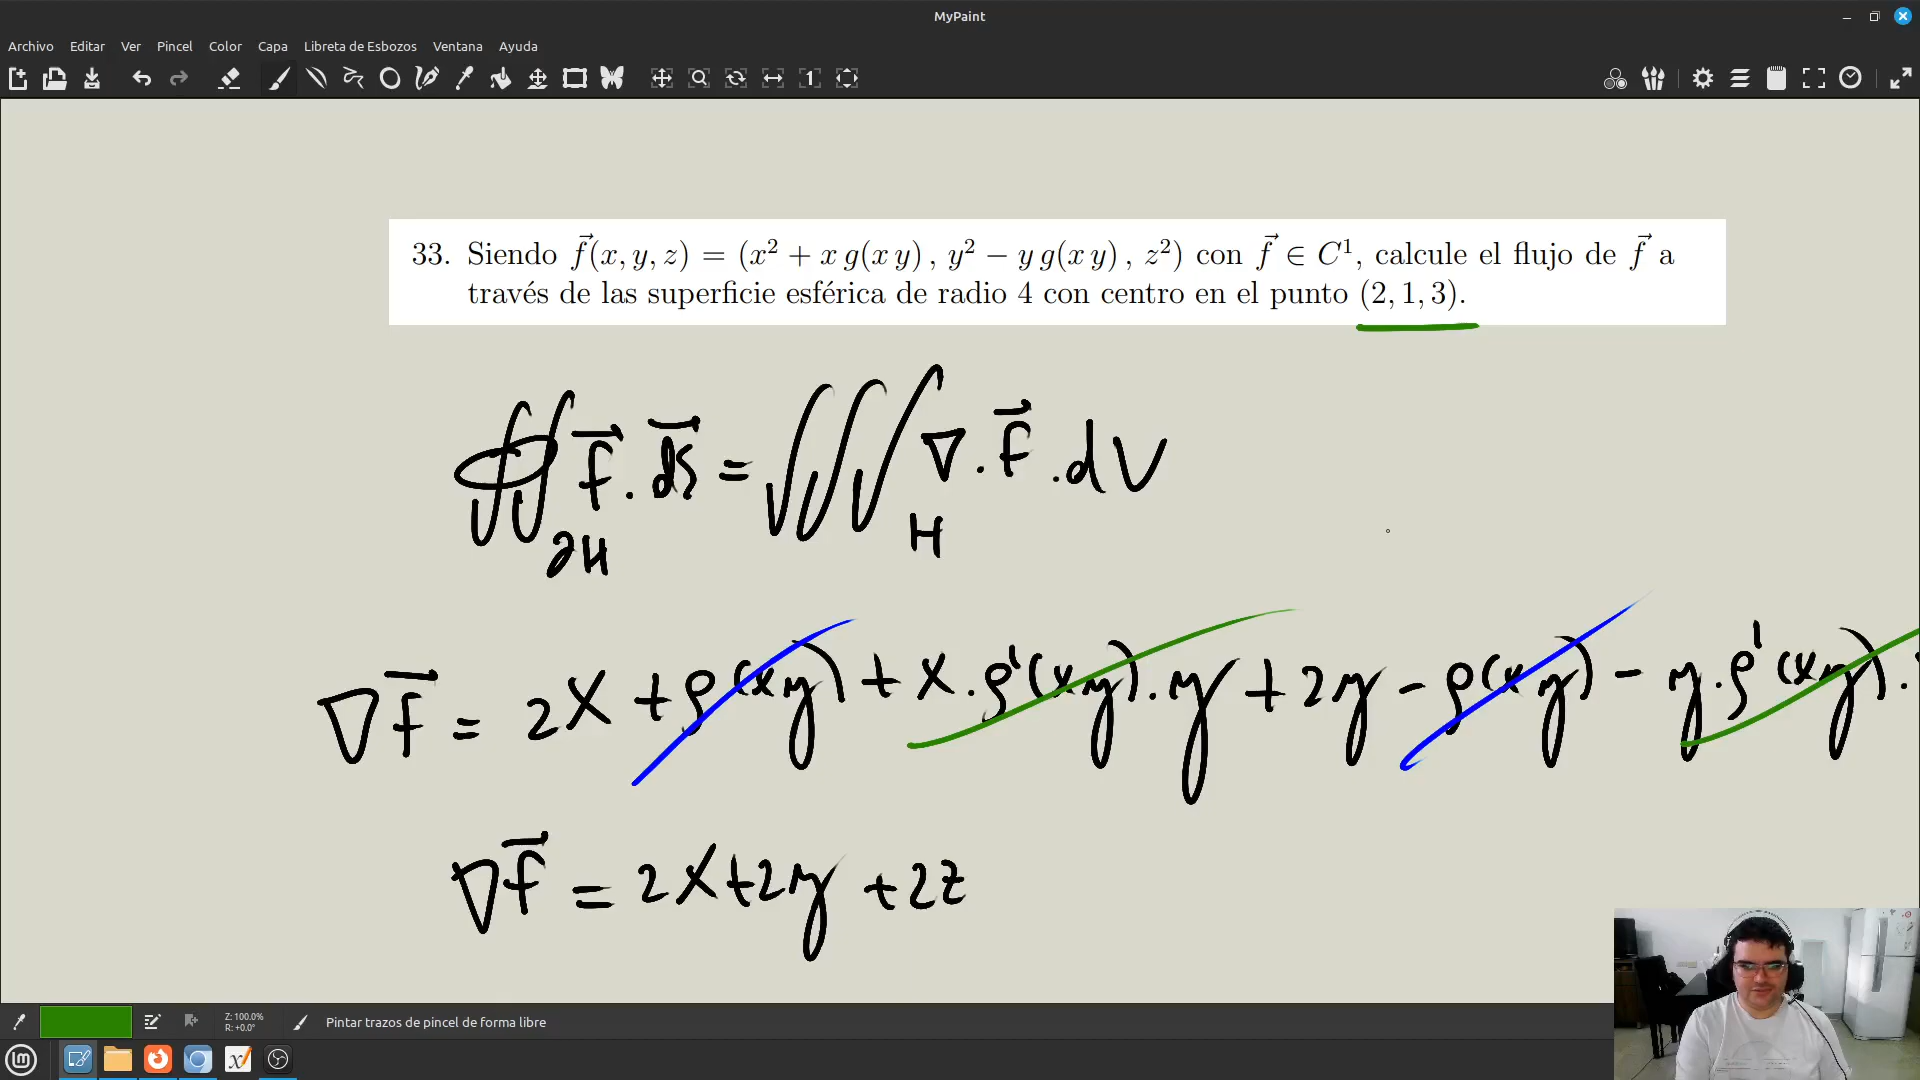 MyPaint
Archivo Editar Ver Pincel Color Capa Libreta de Esbozos Ventana Ayuda
33. Siendo f⃗(x, y, z) = (x² + x g(x y) , y² − y g(x y) , z²) con f⃗ ∈ C¹, calcule el flujo de f⃗ a
través de las superficie esférica de radio 4 con centro en el punto (2, 1, 3).
∯_∂H f⃗ . ds⃗ = ∭_H ∇ . f⃗ . dV
∇f⃗ = 2x + g(xy) + x . g'(xy) . y + 2y − g(xy) − y . g'(xy) .
∇f⃗ = 2x + 2y + 2z
Z: 100.0%
R: +0.0°
Pintar trazos de pincel de forma libre